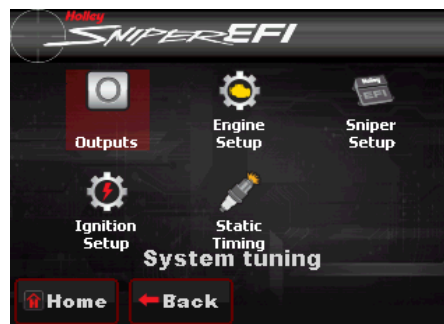 Holley
SNIPER EFI
O
Holley
EFI
Outputs
Engine
Setup
Sniper
Setup
Ignition
Setup
Static
Timing
System tuning
Home
Back